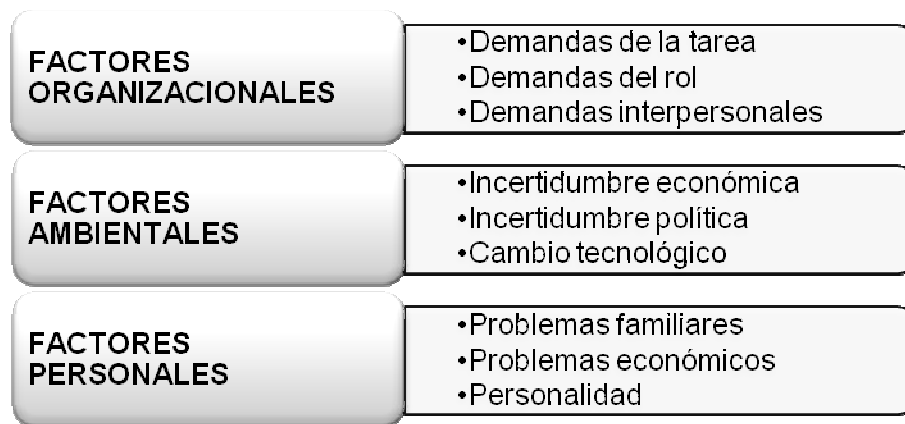 FACTORES
ORGANIZACIONALES
•Demandas de la tarea
•Demandas del rol
•Demandas interpersonales
FACTORES
AMBIENTALES
•Incertidumbre económica
•Incertidumbre política
•Cambio tecnológico
FACTORES
PERSONALES
•Problemas familiares
•Problemas económicos
•Personalidad